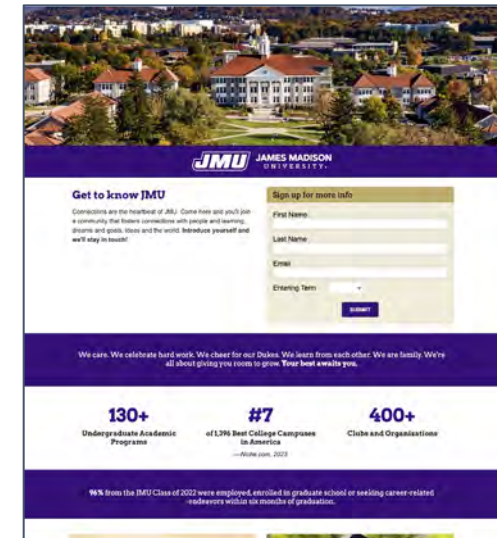 JMU JAMES MADISON
UNIVERSITY.
Get to know JMU
Connections are the heartbeat of JMU. Come here and you'll join
a community that fosters connections with people and learning,
dreams and goals, ideas and the world. Introduce yourself and
we'll stay in touch!
Sign up for more info
First Name
Last Name
Email
Entering Term
SUBMIT
We care. We celebrate hard work. We cheer for our Dukes. We learn from each other. We are family. We're
all about giving you room to grow. Your best awaits you.
130+
Undergraduate Academic
Programs
#7
of 1,396 Best College Campuses
in America
—Niche.com, 2023
400+
Clubs and Organizations
96% from the JMU Class of 2022 were employed, enrolled in graduate school or seeking career-related
endeavors within six months of graduation.